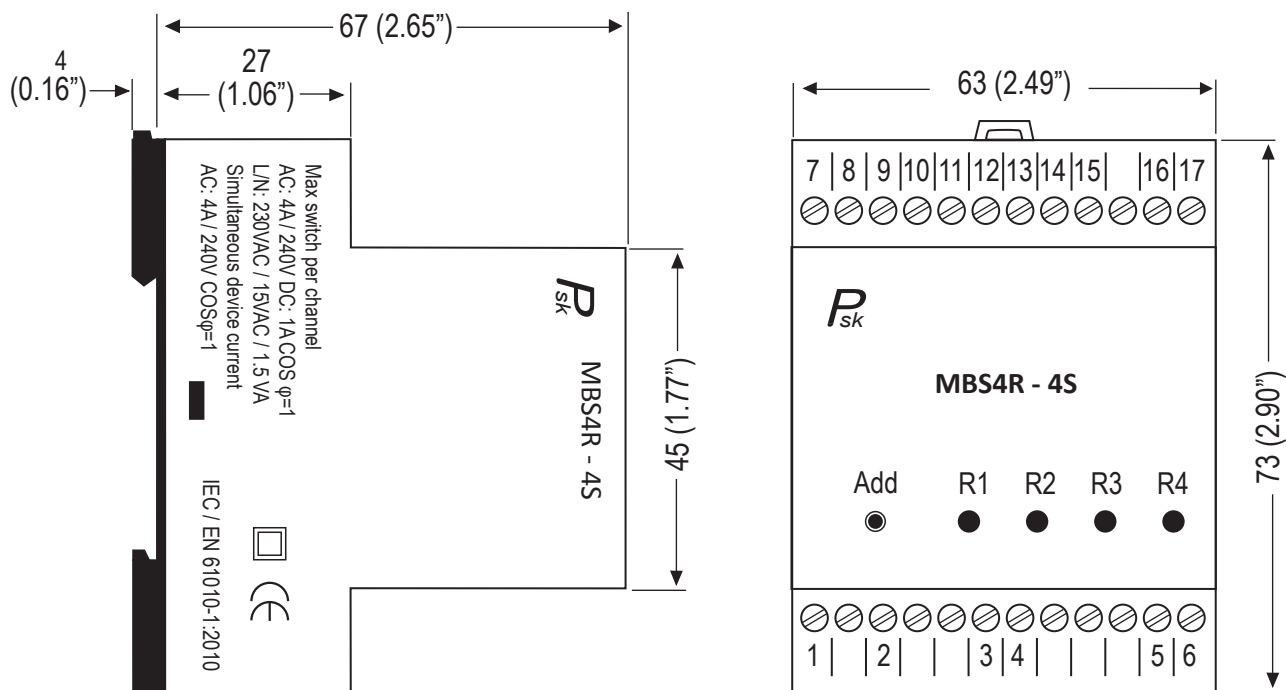 67 (2.65”)
4
(0.16”)
27
(1.06”)
Max switch per channel
AC: 4A / 240V DC: 1A COS φ=1
L/N: 230VAC / 15VAC / 1.5 VA
Simultaneous device current
AC: 4A / 240V COSφ=1
IEC / EN 61010-1:2010
CE
Psk
MBS4R - 4S
45 (1.77”)
63 (2.49”)
7 8 9 10 11 12 13 14 15 16 17
Psk
MBS4R - 4S
Add R1 R2 R3 R4
1 2 3 4 5 6
73 (2.90”)